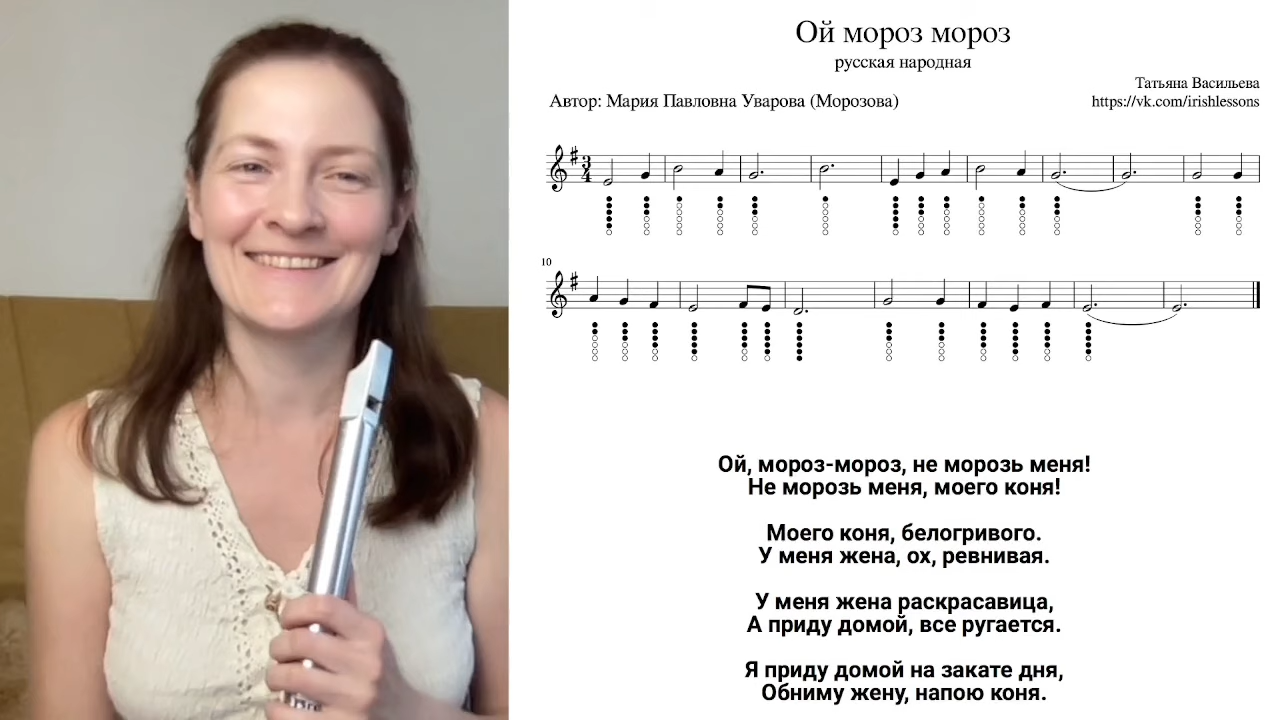 Ой мороз мороз
русская народная
Татьяна Васильева
Автор: Мария Павловна Уварова (Морозова)
https://vk.com/irishlessons
3
4
10
Ой, мороз-мороз, не морозь меня!
Не морозь меня, моего коня!
Моего коня, белогривого.
У меня жена, ох, ревнивая.
У меня жена раскрасавица,
А приду домой, все ругается.
Я приду домой на закате дня,
Обниму жену, напою коня.